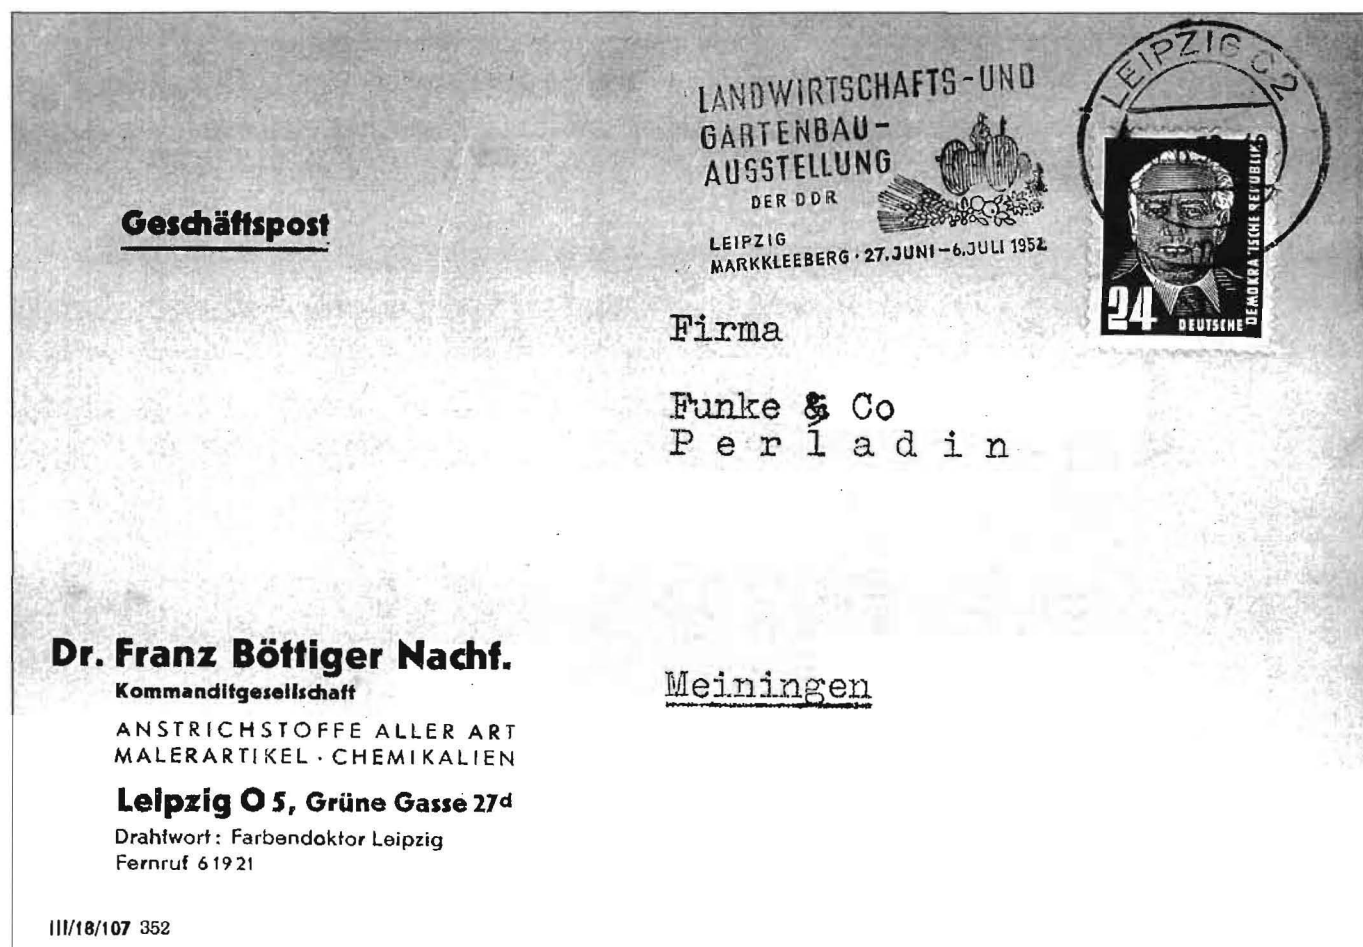 LANDWIRTSCHAFTS-UND
GARTENBAU-
AUSSTELLUNG
DER DDR
LEIPZIG
MARKKLEEBERG · 27. JUNI - 6. JULI 1952
LEIPZIG O 2
24
DEUTSCHE
DEMOKRATISCHE REPUBLIK
Geschäftspost
Firma
Funke & Co
P e r l a d i n
Meiningen
Dr. Franz Böttiger Nachf.
Kommanditgesellschaft
ANSTRICHSTOFFE ALLER ART
MALERARTIKEL · CHEMIKALIEN
Leipzig O 5, Grüne Gasse 27d
Drahtwort: Farbendoktor Leipzig
Fernruf 61921
III/18/107 352